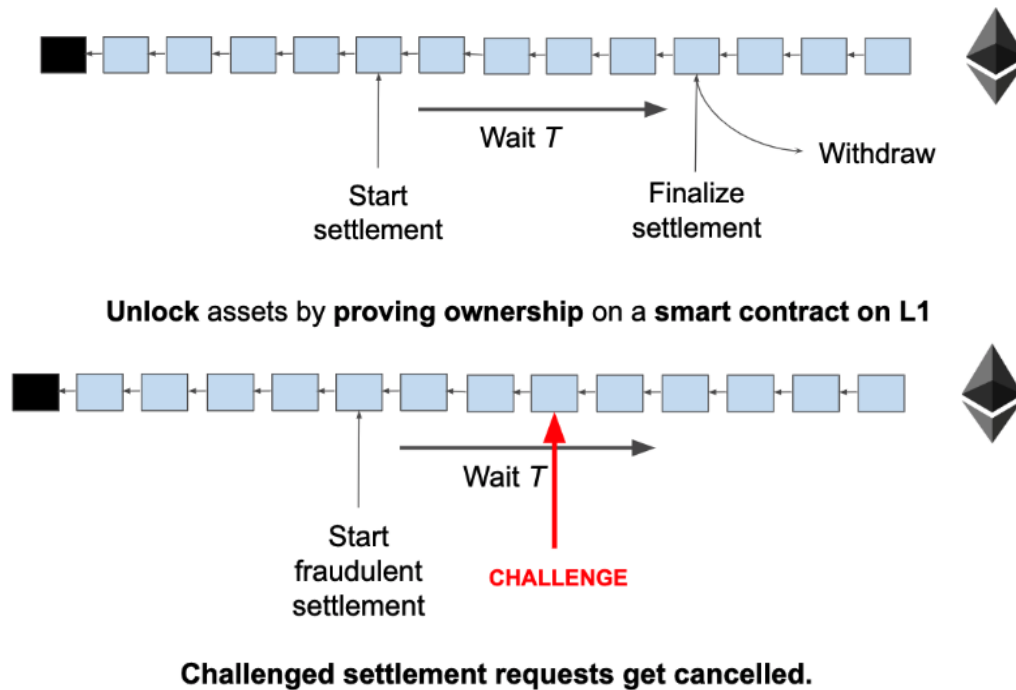 Wait T
Withdraw
Start
settlement
Finalize
settlement
Unlock assets by proving ownership on a smart contract on L1
Wait T
Start
fraudulent
settlement
CHALLENGE
Challenged settlement requests get cancelled.